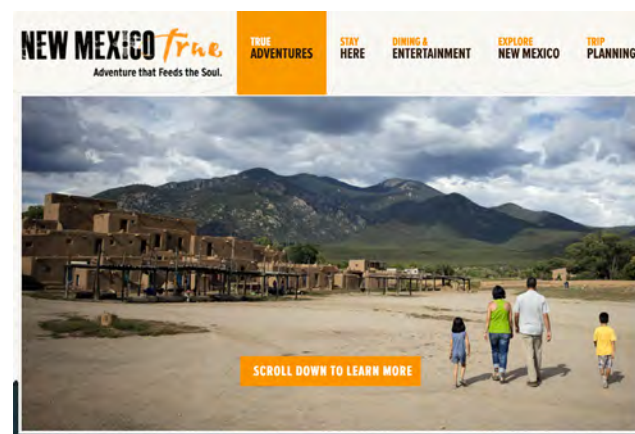 NEW MEXICO True
Adventure that Feeds the Soul.
TRUE
ADVENTURES
STAY
HERE
DINING &
ENTERTAINMENT
EXPLORE
NEW MEXICO
TRIP
PLANNING
SCROLL DOWN TO LEARN MORE